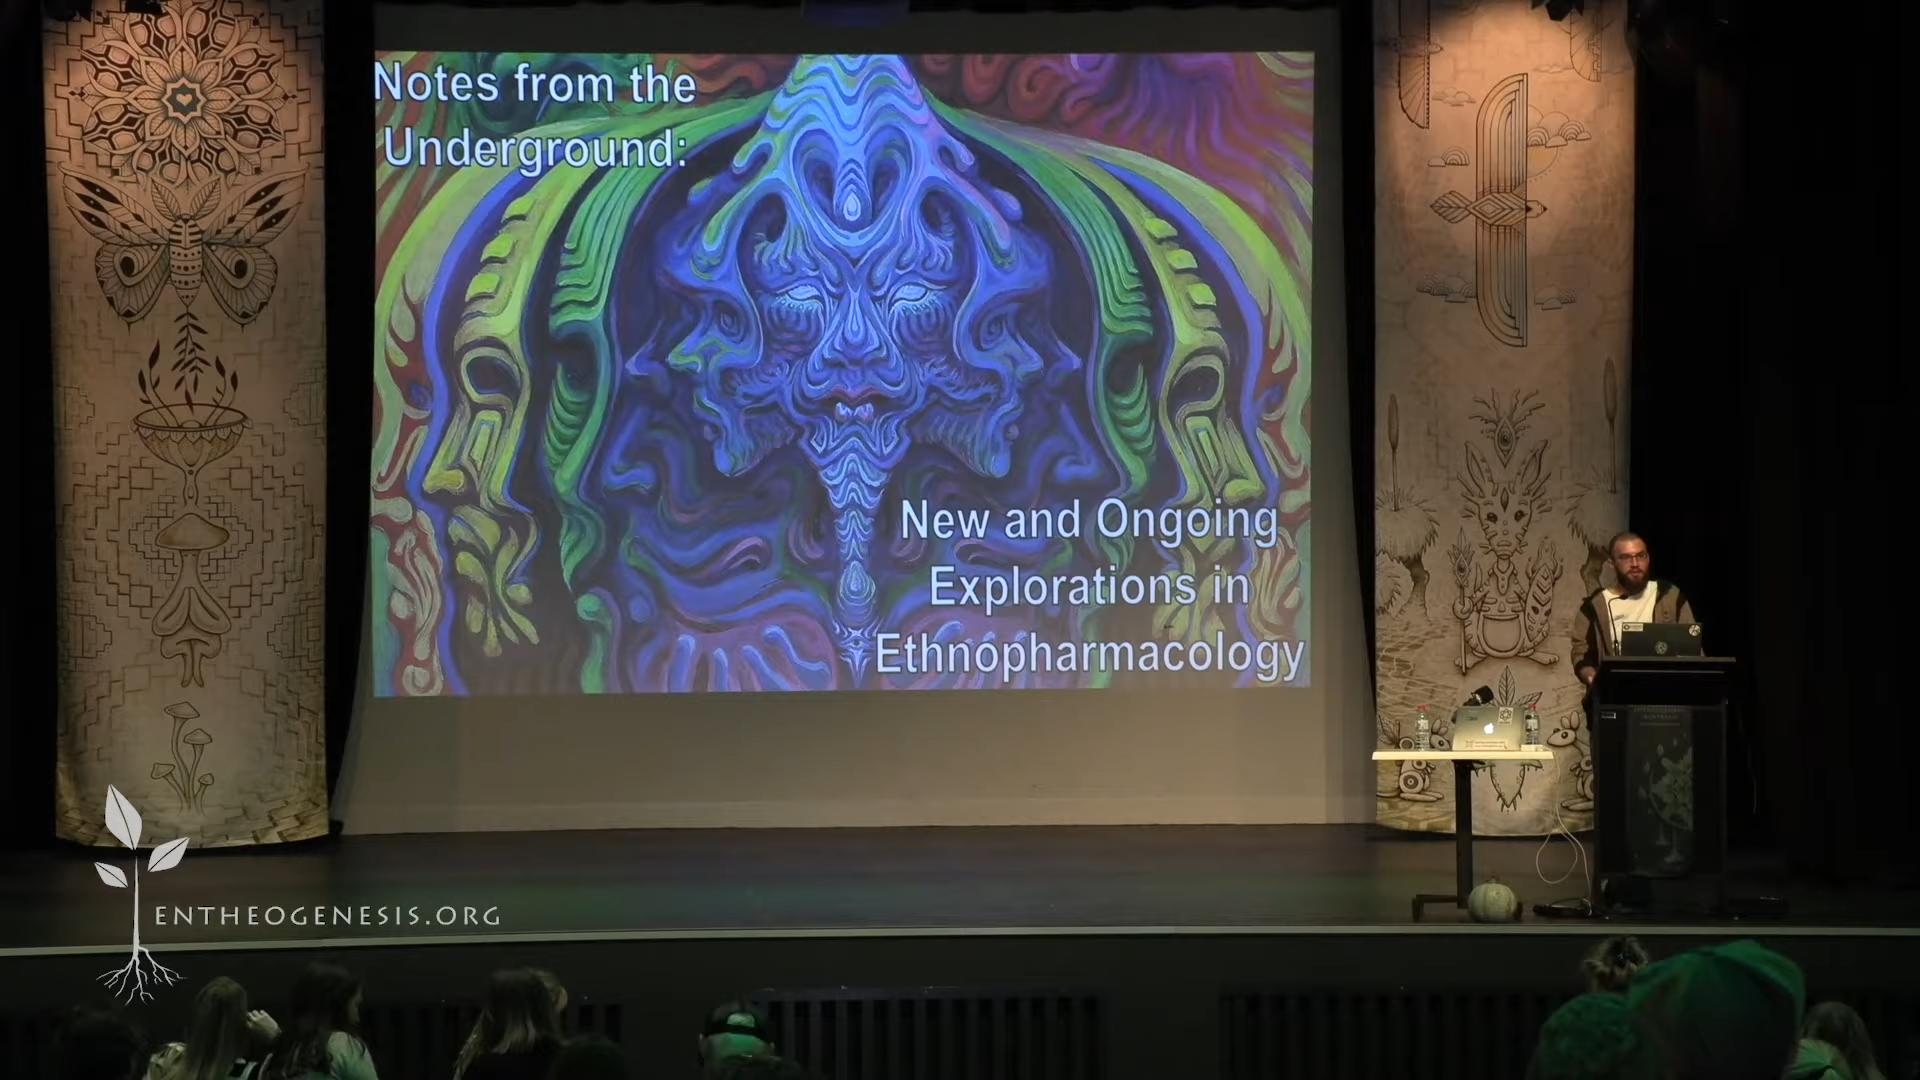 Notes from the
Underground:
New and Ongoing
Explorations in
Ethnopharmacology
ENTHEOGENESIS.ORG